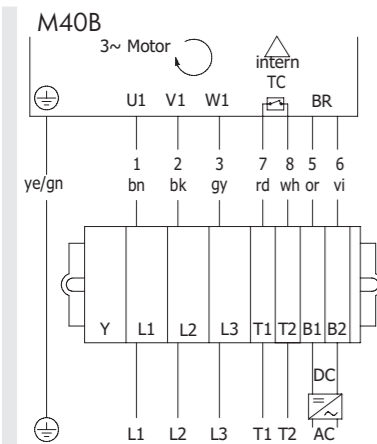 M40B
3~ Motor
intern
TC
U1 V1 W1 BR
1 2 3 7 8 5 6
ye/gn bn bk gy rd wh or vi
Y L1 L2 L3 T1 T2 B1 B2
DC
= ~
L1 L2 L3 T1 T2 AC